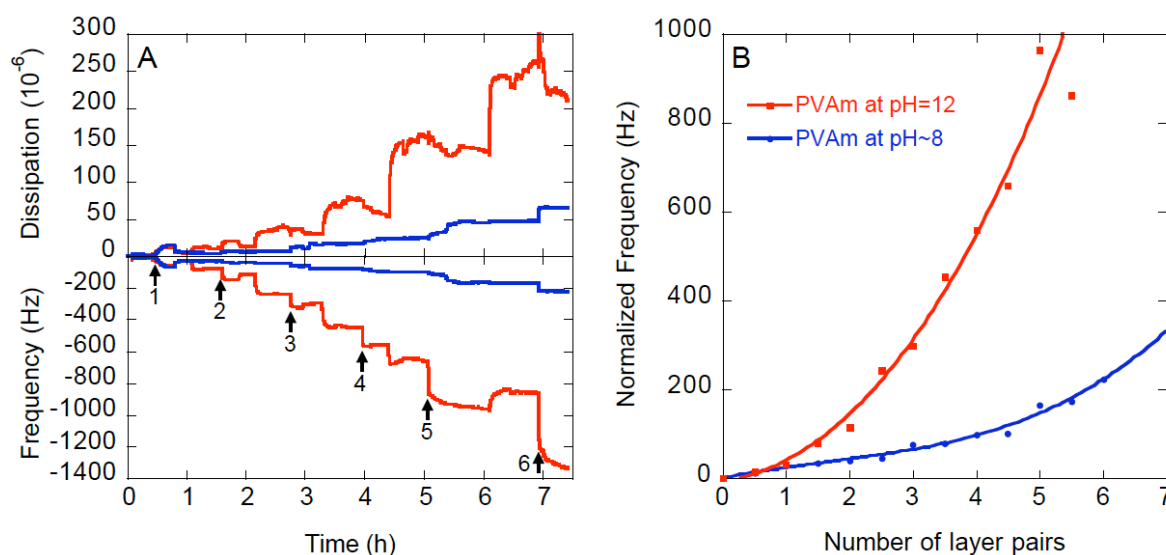 A
Dissipation (10-6)
300
250
200
150
100
50
0
Frequency (Hz)
-200
-400
-600
-800
-1000
-1200
-1400
1
2
3
4
5
6
0 1 2 3 4 5 6 7
Time (h)
B
Normalized Frequency (Hz)
1000
800
600
400
200
0
PVAm at pH=12
PVAm at pH~8
0 1 2 3 4 5 6 7
Number of layer pairs